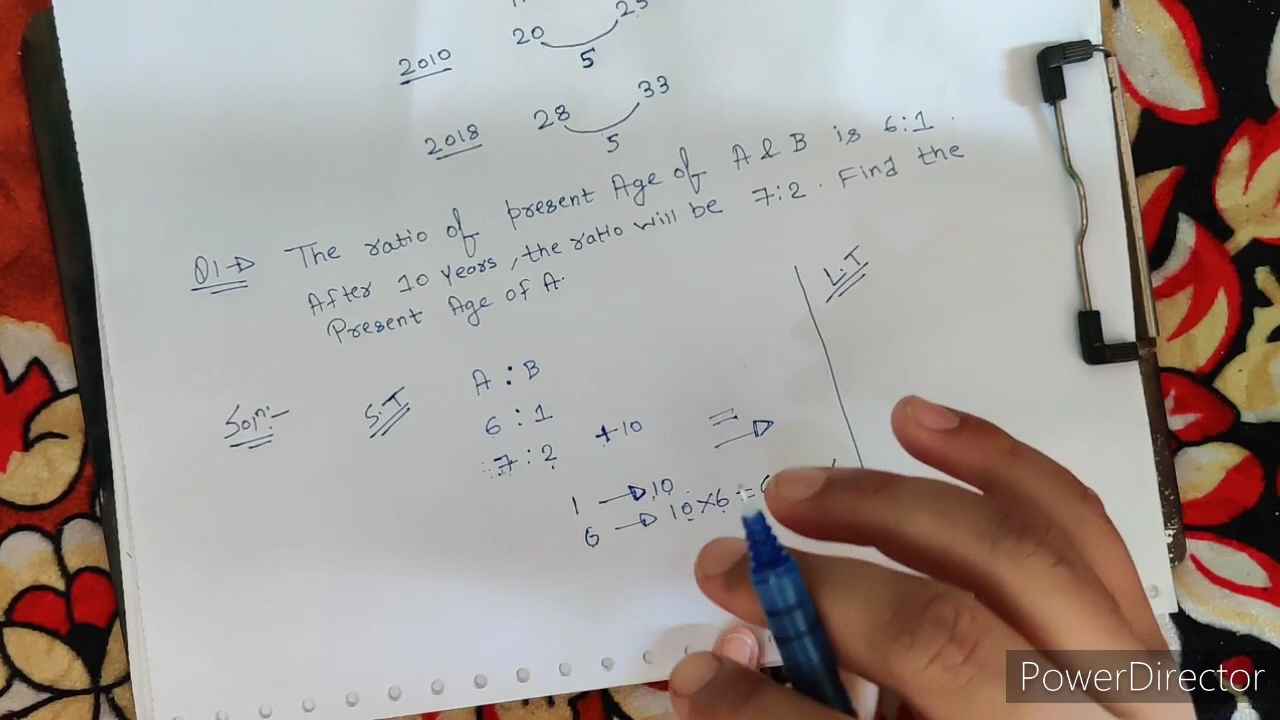 20 25
5
2010
28 33
5
2018
Q1→ The ratio of present Age of A & B is 6:1.
After 10 years, the ratio will be 7:2. Find the
Present Age of A.
Soln:-
S.T
A : B
6 : 1
7 : 2 +10
=
→
1 → 10
6 → 10×6=6
L.T
PowerDirector